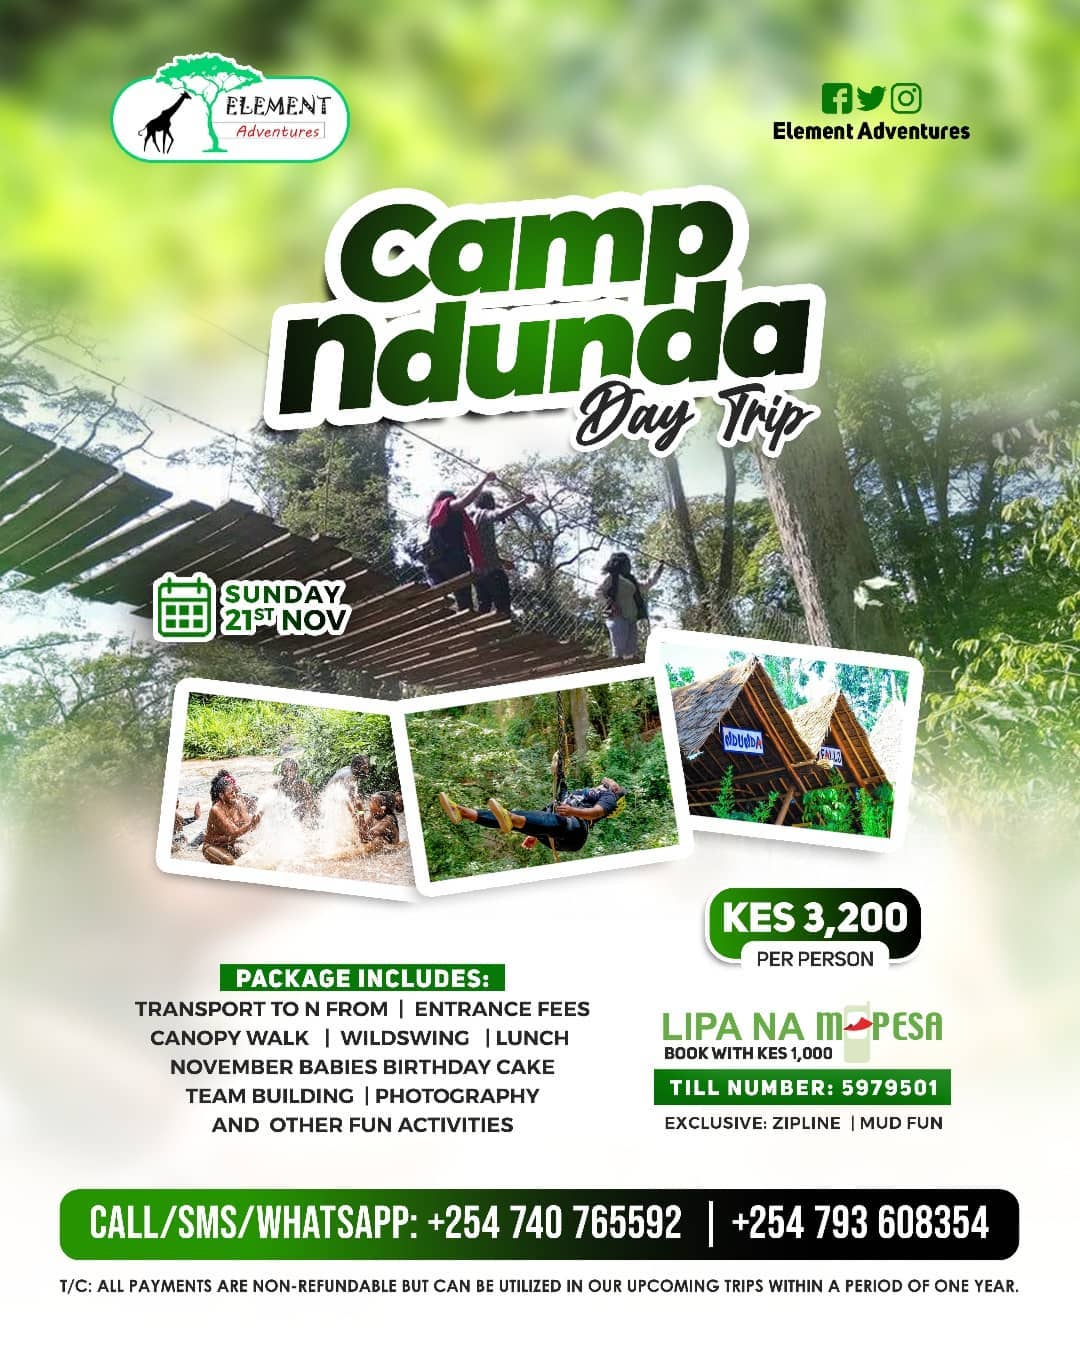 ELEMENT
Adventures
Element Adventures
Camp
Ndunda
Day Trip
SUNDAY
21ST NOV
NDUNDA
FALLS
KES 3,200
PER PERSON
PACKAGE INCLUDES:
TRANSPORT TO N FROM | ENTRANCE FEES
CANOPY WALK | WILDSWING | LUNCH
NOVEMBER BABIES BIRTHDAY CAKE
TEAM BUILDING | PHOTOGRAPHY
AND OTHER FUN ACTIVITIES
LIPA NA M-PESA
BOOK WITH KES 1,000
TILL NUMBER: 5979501
EXCLUSIVE: ZIPLINE | MUD FUN
CALL/SMS/WHATSAPP: +254 740 765592 | +254 793 608354
T/C: ALL PAYMENTS ARE NON-REFUNDABLE BUT CAN BE UTILIZED IN OUR UPCOMING TRIPS WITHIN A PERIOD OF ONE YEAR.